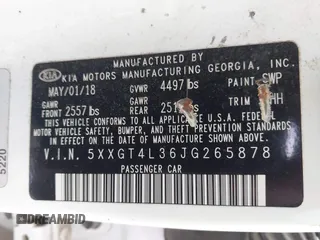 MANUFACTURED BY
KIA KIA MOTORS MANUFACTURING GEORGIA, INC.
MAY/01/18 GVWR 4497 lbs PAINT SWP
GAWR FRONT 2557 lbs GAWR REAR TRIM
THIS VEHICLE CONFORMS TO ALL APPLICABLE U.S.A. FEDERAL
MOTOR VEHICLE SAFETY, BUMPER, AND THEFT PREVENTION STANDARDS
IN EFFECT ON THE DATE OF MANUFACTURE SHOWN ABOVE.
V.I.N. 5XXGT4L36JG265878
PASSENGER CAR
5220
DREAMBID